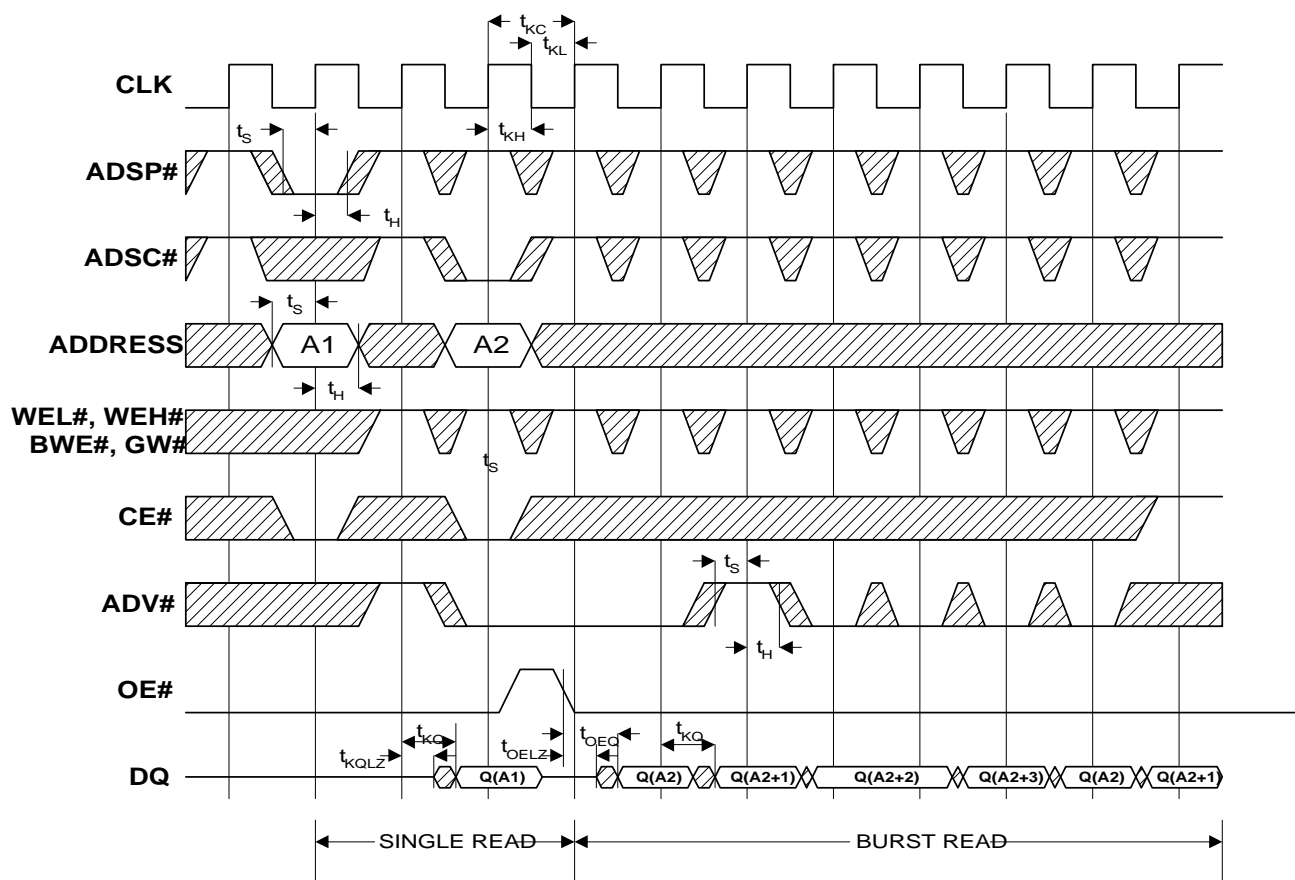 tKC
tKL
CLK
tS
tKH
ADSP#
tH
ADSC#
tS
ADDRESS
A1
A2
tH
WEL#, WEH#
BWE#, GW#
tS
CE#
tS
ADV#
tH
OE#
tKQ
tOEQ
tKQ
tKQLZ
tOELZ
DQ
Q(A1)
Q(A2)
Q(A2+1)
Q(A2+2)
Q(A2+3)
Q(A2)
Q(A2+1)
SINGLE READ
BURST READ